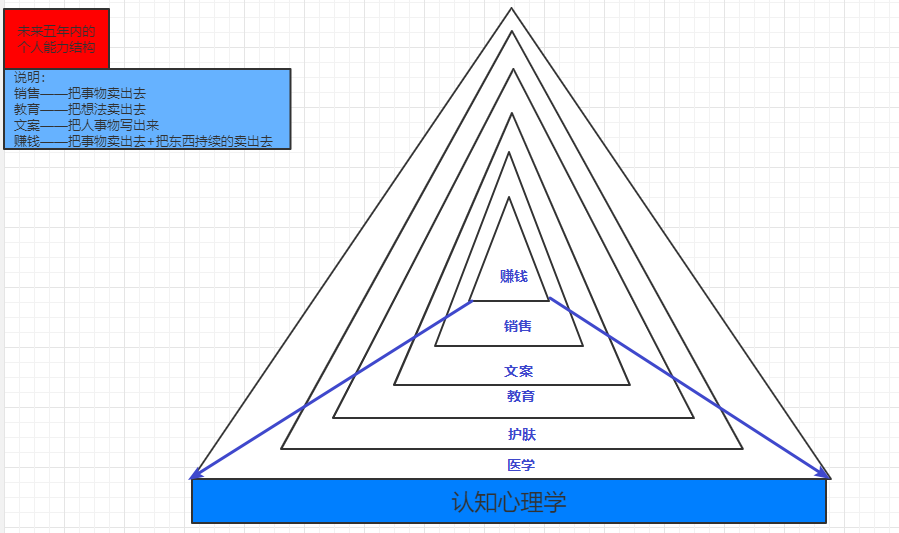 未来五年内的
个人能力结构
说明:
销售——把事物卖出去
教育——把想法卖出去
文案——把人事物写出来
赚钱——把事物卖出去+把东西持续的卖出去
赚钱
销售
文案
教育
护肤
医学
认知心理学